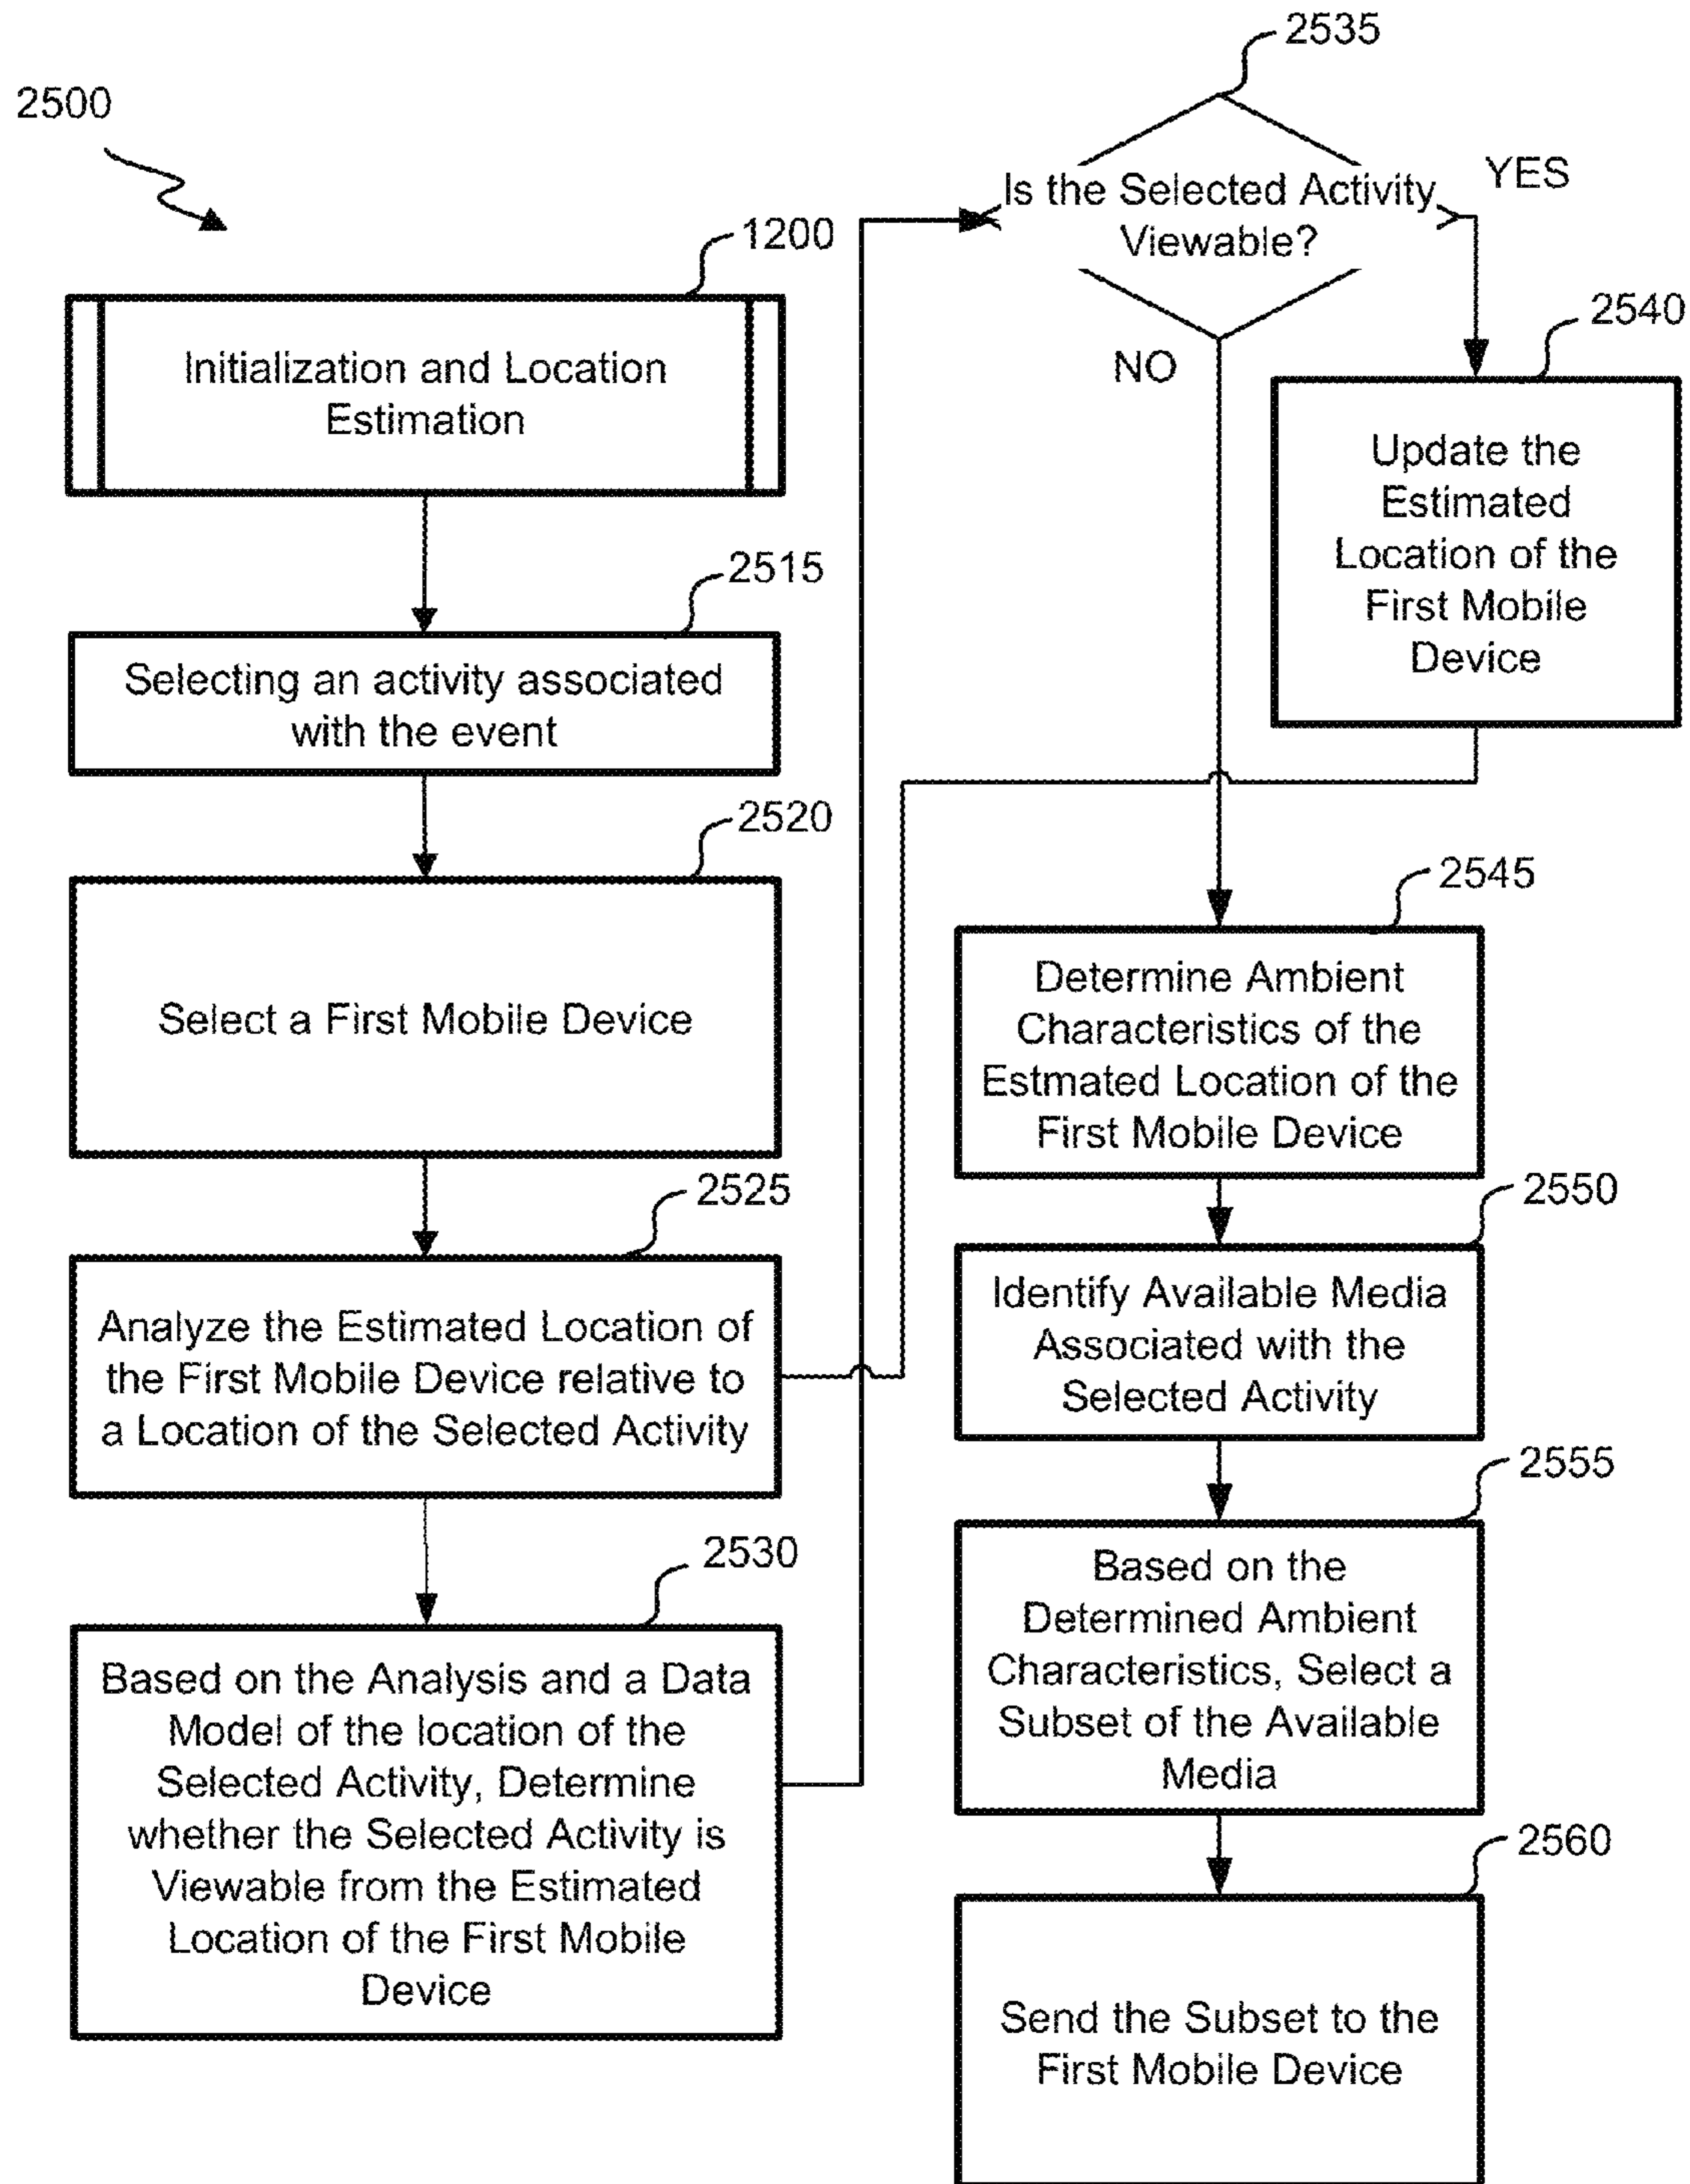 2500
1200
Initialization and Location
Estimation
2515
Selecting an activity associated
with the event
2520
Select a First Mobile Device
2525
Analyze the Estimated Location of
the First Mobile Device relative to
a Location of the Selected Activity
2530
Based on the Analysis and a Data
Model of the location of the
Selected Activity, Determine
whether the Selected Activity is
Viewable from the Estimated
Location of the First Mobile
Device
2535
Is the Selected Activity
Viewable?
YES
NO
2540
Update the
Estimated
Location of the
First Mobile
Device
2545
Determine Ambient
Characteristics of the
Estmated Location of the
First Mobile Device
2550
Identify Available Media
Associated with the
Selected Activity
2555
Based on the
Determined Ambient
Characteristics, Select a
Subset of the Available
Media
2560
Send the Subset to the
First Mobile Device